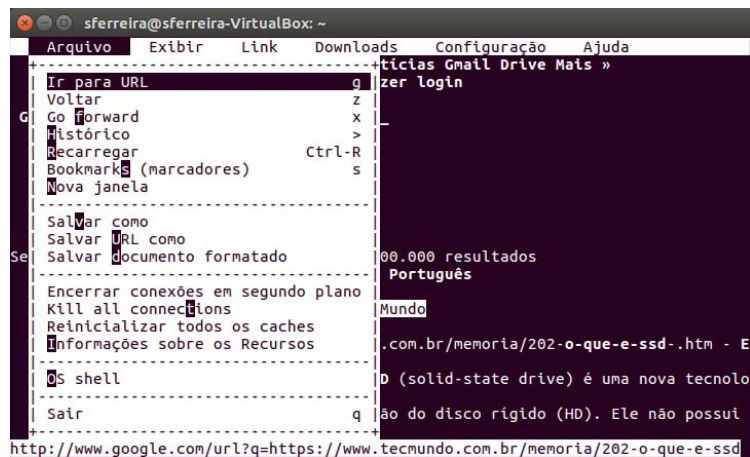 sferreira@sferreira-VirtualBox: ~
Arquivo Exibir Link Downloads Configuração Ajuda
tícias Gmail Drive Mais »
Ir para URL g zer login
Voltar z
G Go forward x
Histórico >
Recarregar Ctrl-R
Bookmarks (marcadores) s
Nova janela
Salvar como
Salvar URL como
Se Salvar documento formatado 00.000 resultados
Português
Encerrar conexões em segundo plano
Kill all connections Mundo
Reinicializar todos os caches
Informações sobre os Recursos .com.br/memoria/202-o-que-e-ssd-.htm - E
OS shell D (solid-state drive) é uma nova tecnolo
Sair q ão do disco rígido (HD). Ele não possui
http://www.google.com/url?q=https://www.tecmundo.com.br/memoria/202-o-que-e-ssd